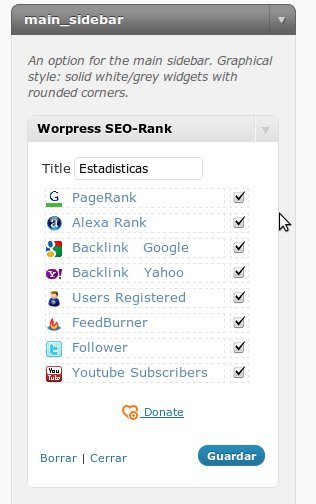 main_sidebar
An option for the main sidebar. Graphical
style: solid white/grey widgets with
rounded corners.
Worpress SEO-Rank
Title Estadisticas
G PageRank
a Alexa Rank
g Backlink Google
Y! Backlink Yahoo
Users Registered
FeedBurner
t Follower
You Tube Youtube Subscribers
Donate
Borrar | Cerrar Guardar